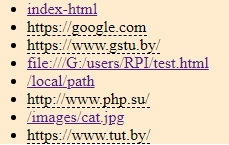 index-html
https://google.com
https://www.gstu.by/
file:///G:/users/RPI/test.html
/local/path
http://www.php.su/
/images/cat.jpg
https://www.tut.by/